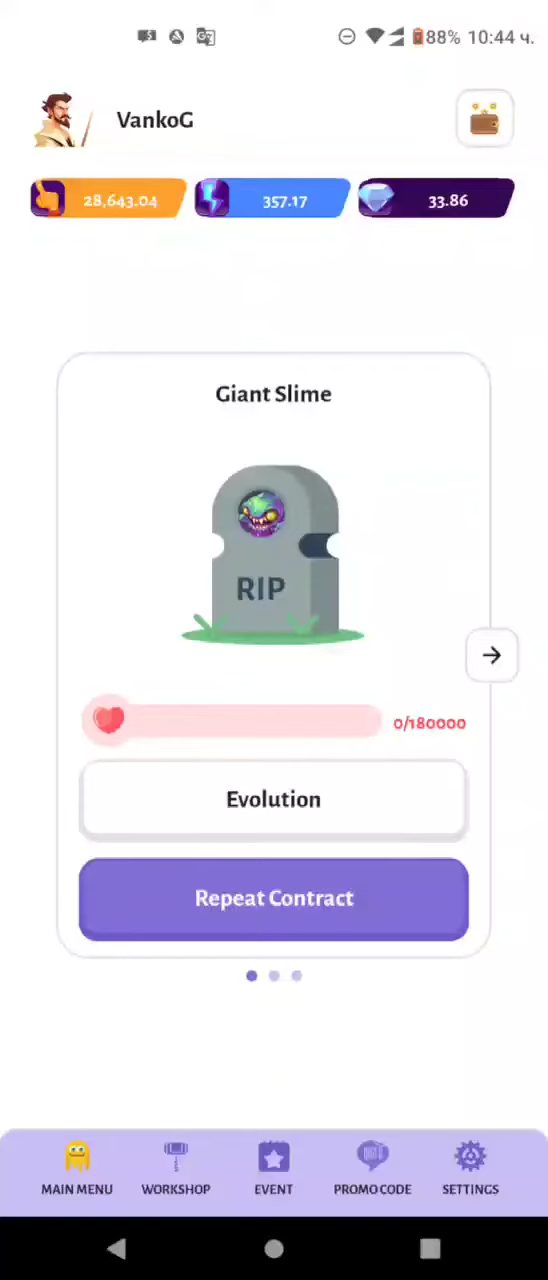 88% 10:44 ч.
VankoG
28,643.04 357.17 33.86
Giant Slime
RIP
0/180000
Evolution
Repeat Contract
MAIN MENU WORKSHOP EVENT PROMO CODE SETTINGS